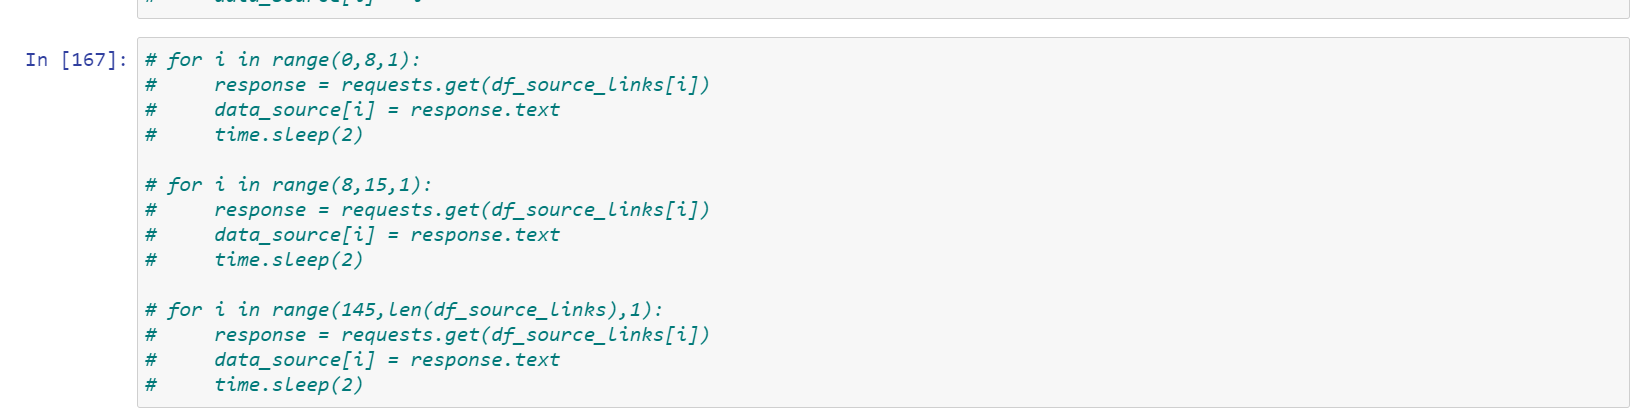 In [167]: # for i in range(0,8,1):
#     response = requests.get(df_source_links[i])
#     data_source[i] = response.text
#     time.sleep(2)
# for i in range(8,15,1):
#     response = requests.get(df_source_links[i])
#     data_source[i] = response.text
#     time.sleep(2)
# for i in range(145,len(df_source_links),1):
#     response = requests.get(df_source_links[i])
#     data_source[i] = response.text
#     time.sleep(2)